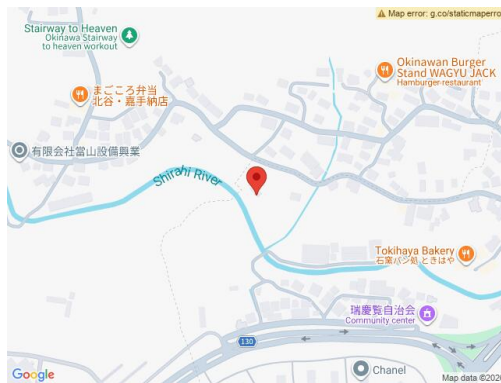 Map error: g.co/staticmaperro
Stairway to Heaven
Okinawa Stairway
to heaven workout
Okinawan Burger
Stand WAGYU JACK
Hamburger restaurant
まごころ弁当
北谷・嘉手納店
有限会社當山設備興業
Shirahi River
Tokihaya Bakery
石窯パン処 ときはや
瑞慶覧自治会
Community center
130
Chanel
Google
Map data ©202